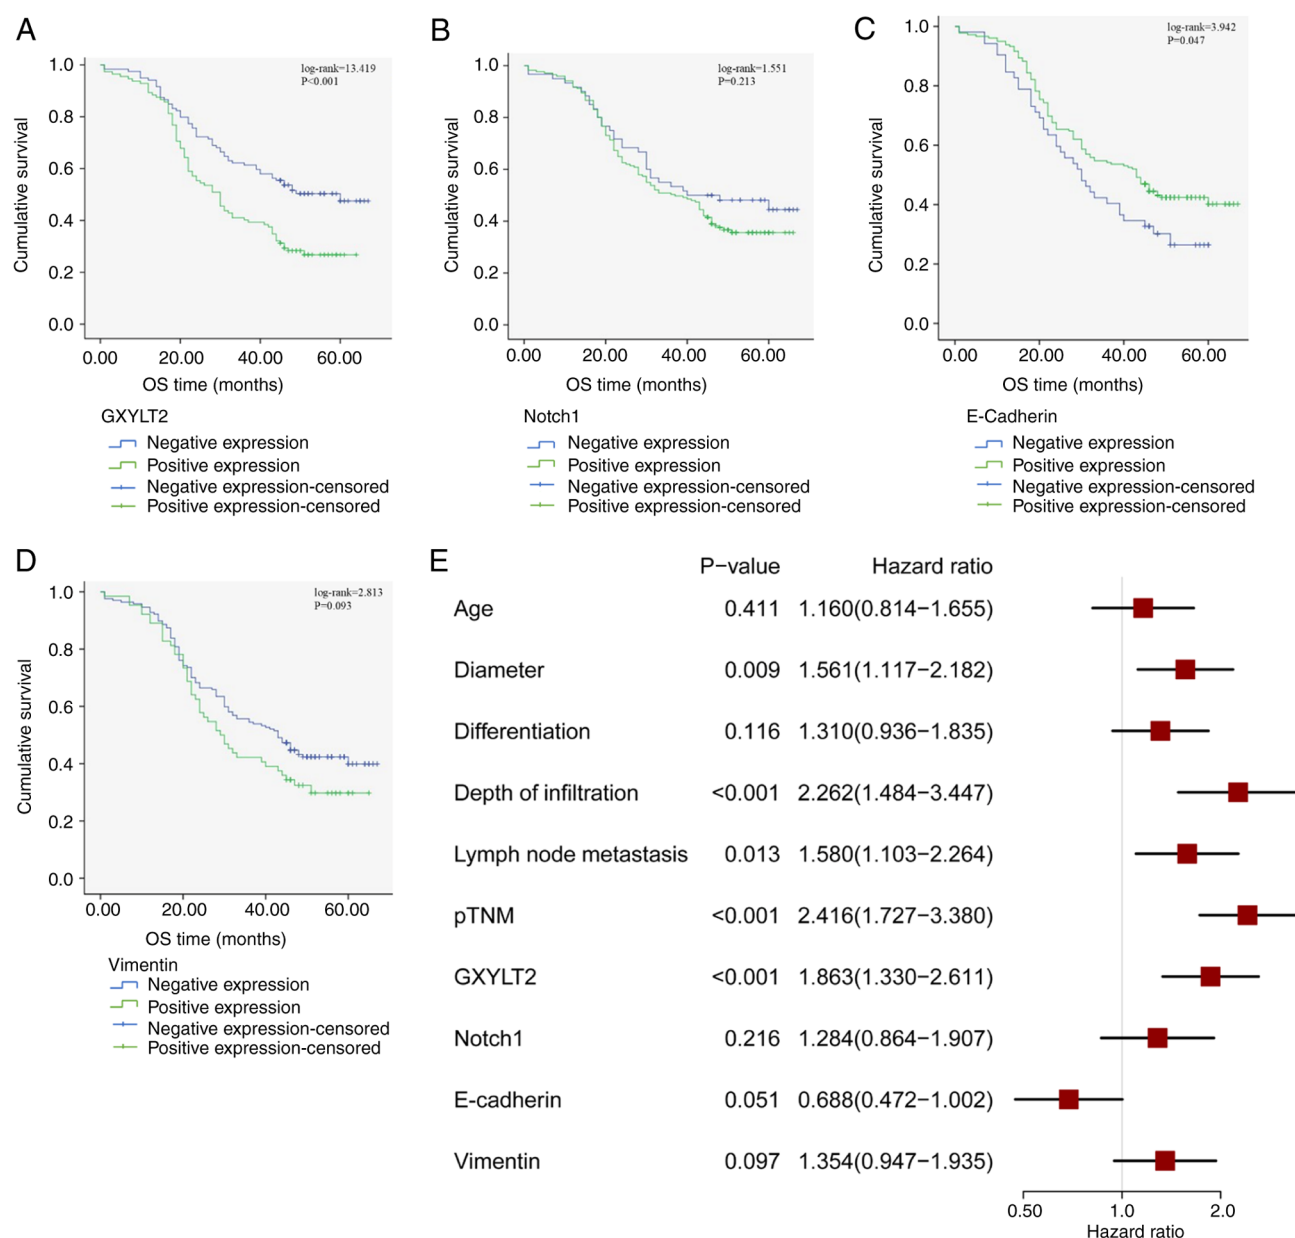 A
log-rank=13.419
P<0.001
1.0
0.8
0.6
0.4
0.2
0.0
Cumulative survival
0.00 20.00 40.00 60.00
OS time (months)
GXYLT2
Negative expression
Positive expression
Negative expression-censored
Positive expression-censored
B
log-rank=1.551
P=0.213
1.0
0.8
0.6
0.4
0.2
0.0
Cumulative survival
0.00 20.00 40.00 60.00
OS time (months)
Notch1
Negative expression
Positive expression
Negative expression-censored
Positive expression-censored
C
log-rank=3.942
P=0.047
1.0
0.8
0.6
0.4
0.2
0.0
Cumulative survival
0.00 20.00 40.00 60.00
OS time (months)
E-Cadherin
Negative expression
Positive expression
Negative expression-censored
Positive expression-censored
D
log-rank=2.813
P=0.093
1.0
0.8
0.6
0.4
0.2
0.0
Cumulative survival
0.00 20.00 40.00 60.00
OS time (months)
Vimentin
Negative expression
Positive expression
Negative expression-censored
Positive expression-censored
E
P−value Hazard ratio
Age 0.411 1.160(0.814−1.655)
Diameter 0.009 1.561(1.117−2.182)
Differentiation 0.116 1.310(0.936−1.835)
Depth of infiltration <0.001 2.262(1.484−3.447)
Lymph node metastasis 0.013 1.580(1.103−2.264)
pTNM <0.001 2.416(1.727−3.380)
GXYLT2 <0.001 1.863(1.330−2.611)
Notch1 0.216 1.284(0.864−1.907)
E-cadherin 0.051 0.688(0.472−1.002)
Vimentin 0.097 1.354(0.947−1.935)
0.50 1.0 2.0
Hazard ratio